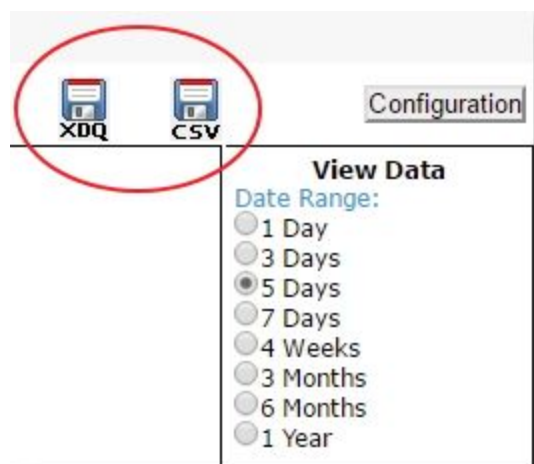 XDQ CSV Configuration
View Data
Date Range:
1 Day
3 Days
5 Days
7 Days
4 Weeks
3 Months
6 Months
1 Year